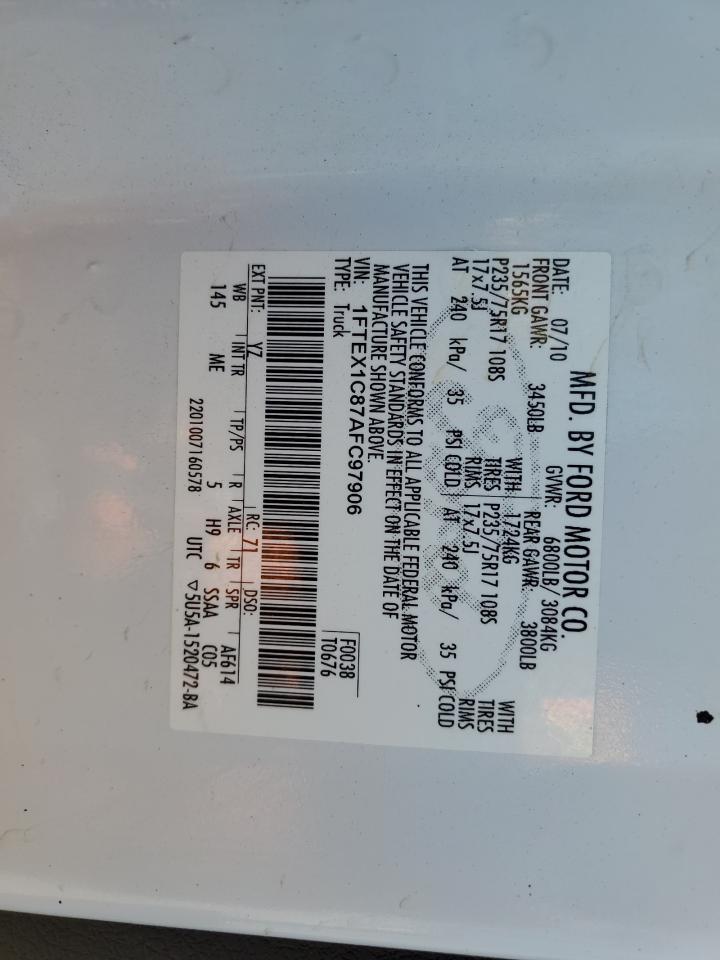 MFD. BY FORD MOTOR CO.
DATE: 07/10 GVWR: 6800LB/ 3084KG
FRONT GAWR: 3450LB REAR GAWR: 3800LB
1565KG WITH 1724KG WITH
P235/75R17 108S TIRES P235/75R17 108S TIRES
17x7.5J RIMS 17x7.5J RIMS
AT 240 kPa/ 35 PSI COLD AT 240 kPa/ 35 PSI COLD
THIS VEHICLE CONFORMS TO ALL APPLICABLE FEDERAL MOTOR
VEHICLE SAFETY STANDARDS IN EFFECT ON THE DATE OF
MANUFACTURE SHOWN ABOVE.
VIN: 1FTEX1C87AFC97906 F0038
TYPE: Truck T0676
EXT PNT: YZ RC: 71 DSO:
WB INT TR TP/PS R AXLE TR SPR AF614
145 ME 5 H9 6 SSAA C05
2201007160578 UTC ▽5U5A-1520472-BA